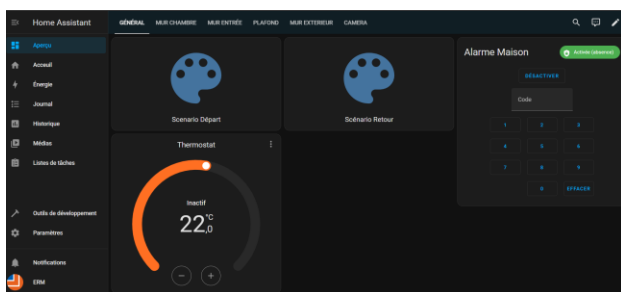 Home Assistant
GÉNÉRAL MUR CHAMBRE MUR ENTRÉE PLAFOND MUR EXTERIEUR CAMERA
Aperçu
Acceuil
Énergie
Journal
Historique
Médias
Listes de tâches
Outils de développement
Paramètres
Notifications
ERM
Scenario Départ
Scénario Retour
Thermostat
Inactif
22,0 °C
Alarme Maison
Activée (absence)
DÉSACTIVER
Code
1 2 3
4 5 6
7 8 9
0 EFFACER